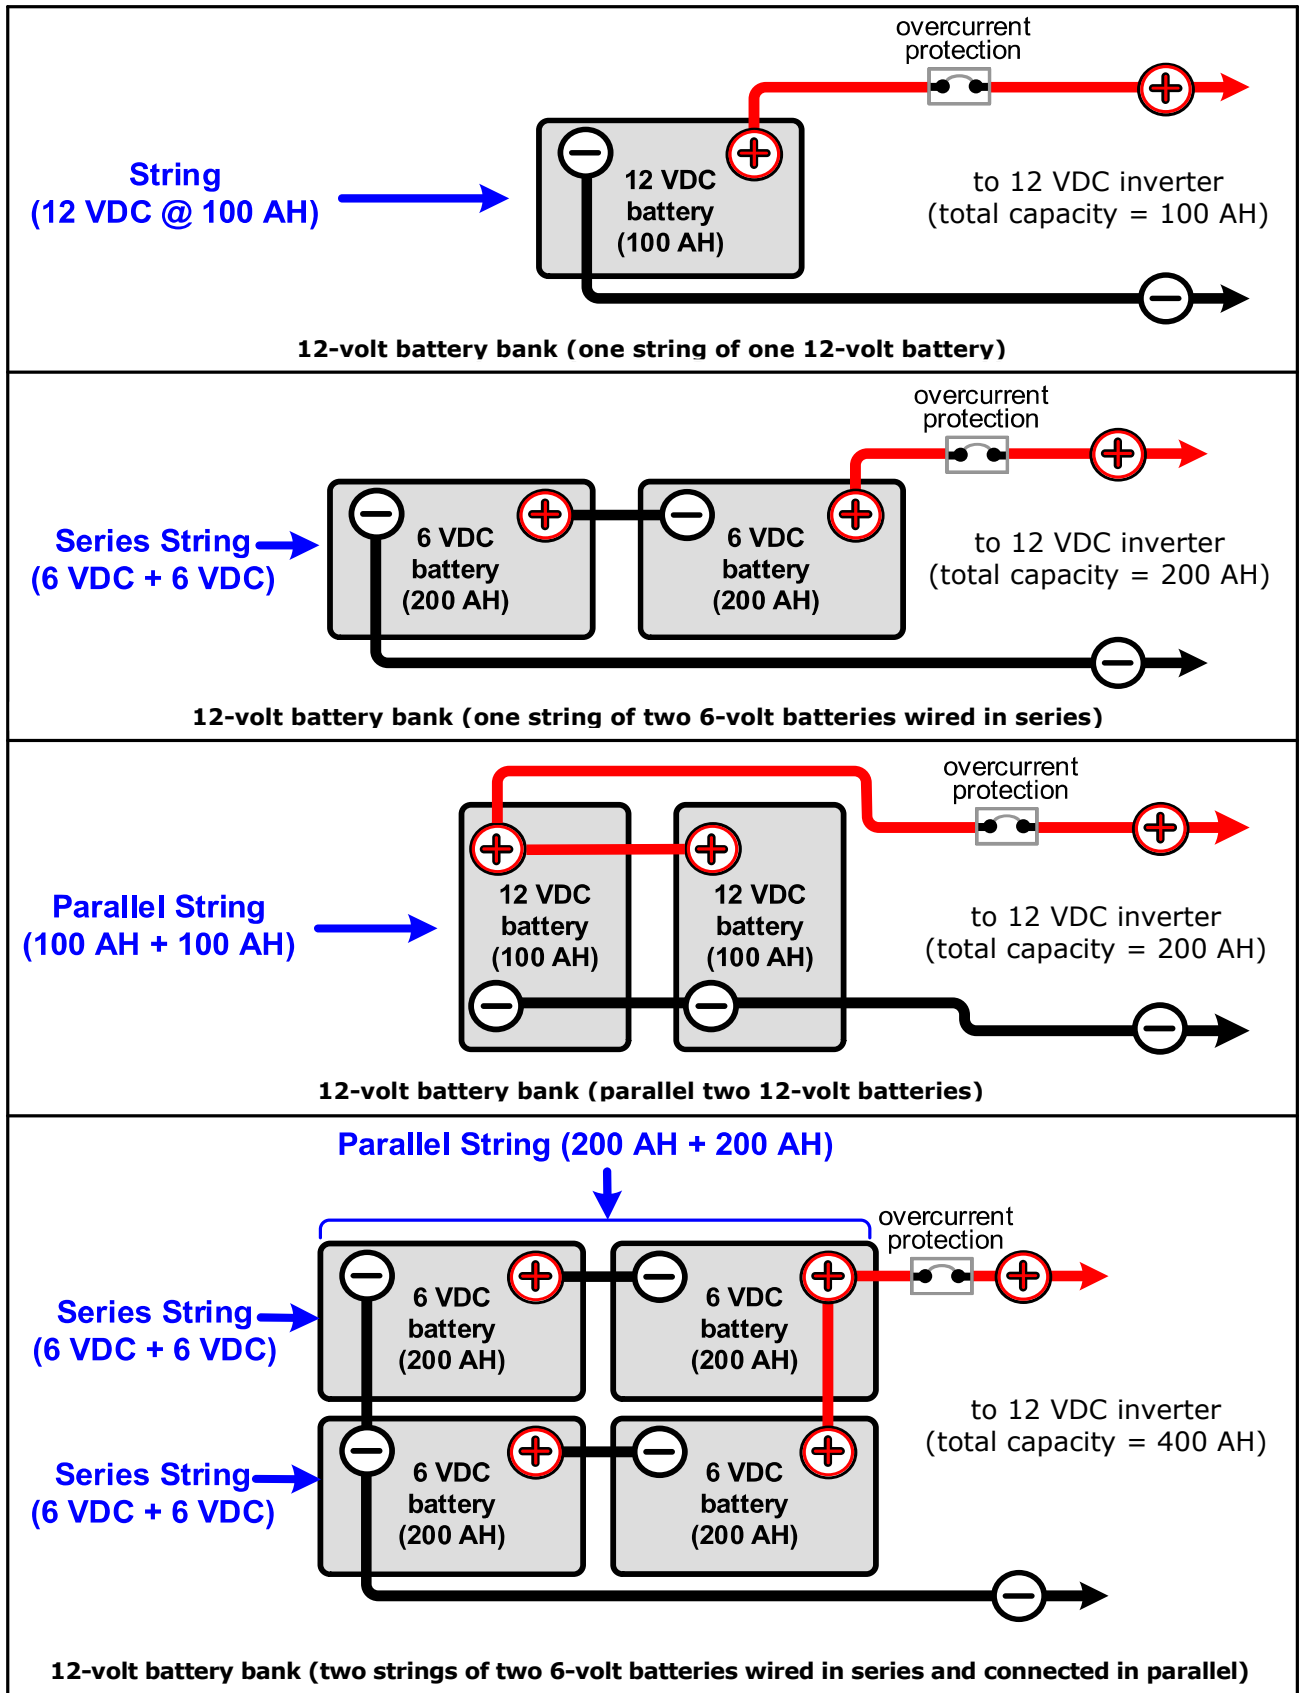 overcurrent
protection
String
(12 VDC @ 100 AH)
12 VDC
battery
(100 AH)
to 12 VDC inverter
(total capacity = 100 AH)
12-volt battery bank (one string of one 12-volt battery)
overcurrent
protection
Series String
(6 VDC + 6 VDC)
6 VDC
battery
(200 AH)
6 VDC
battery
(200 AH)
to 12 VDC inverter
(total capacity = 200 AH)
12-volt battery bank (one string of two 6-volt batteries wired in series)
overcurrent
protection
Parallel String
(100 AH + 100 AH)
12 VDC
battery
(100 AH)
12 VDC
battery
(100 AH)
to 12 VDC inverter
(total capacity = 200 AH)
12-volt battery bank (parallel two 12-volt batteries)
Parallel String (200 AH + 200 AH)
overcurrent
protection
Series String
(6 VDC + 6 VDC)
6 VDC
battery
(200 AH)
6 VDC
battery
(200 AH)
to 12 VDC inverter
(total capacity = 400 AH)
Series String
(6 VDC + 6 VDC)
6 VDC
battery
(200 AH)
6 VDC
battery
(200 AH)
12-volt battery bank (two strings of two 6-volt batteries wired in series and connected in parallel)